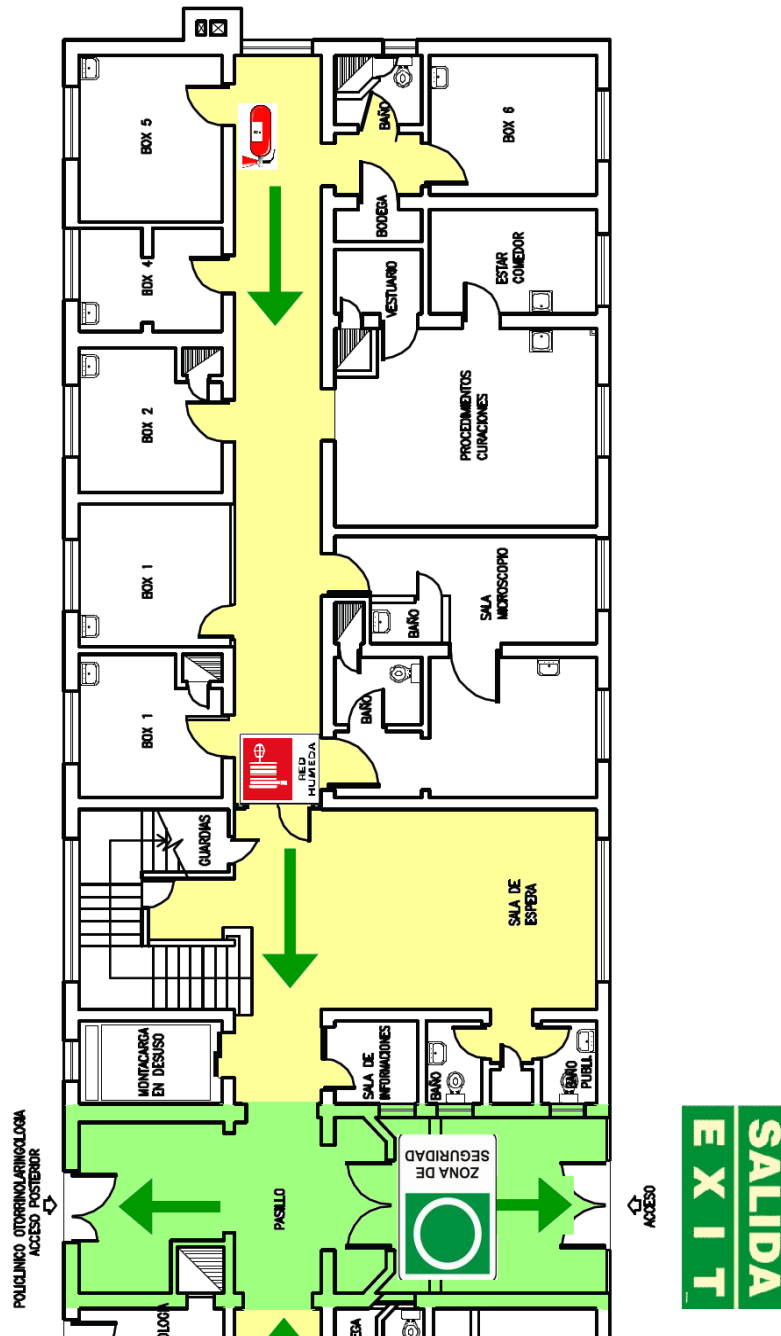 BOX 5
BAÑO
BOX 6
BODEGA
BOX 4
VESTUARIO
ESTAR
COMEDOR
BOX 2
PROCEDIMIENTOS
CURACIONES
BOX 1
BAÑO
SALA
MICROSCOPIO
BOX 1
BAÑO
RED
HUMEDA
GUARDIAS
SALA DE
ESPERA
MONTACARGA
EN DESUSO
SALA DE
INFORMACIONES
BAÑO
BAÑO
PUBLI.
POLICLINICO OTORRINOLARINGOLOGIA
ACCESO POSTERIOR
PASILLO
ZONA DE
SEGURIDAD
ACCESO
SALIDA
EXIT
OLOGIA
EGA